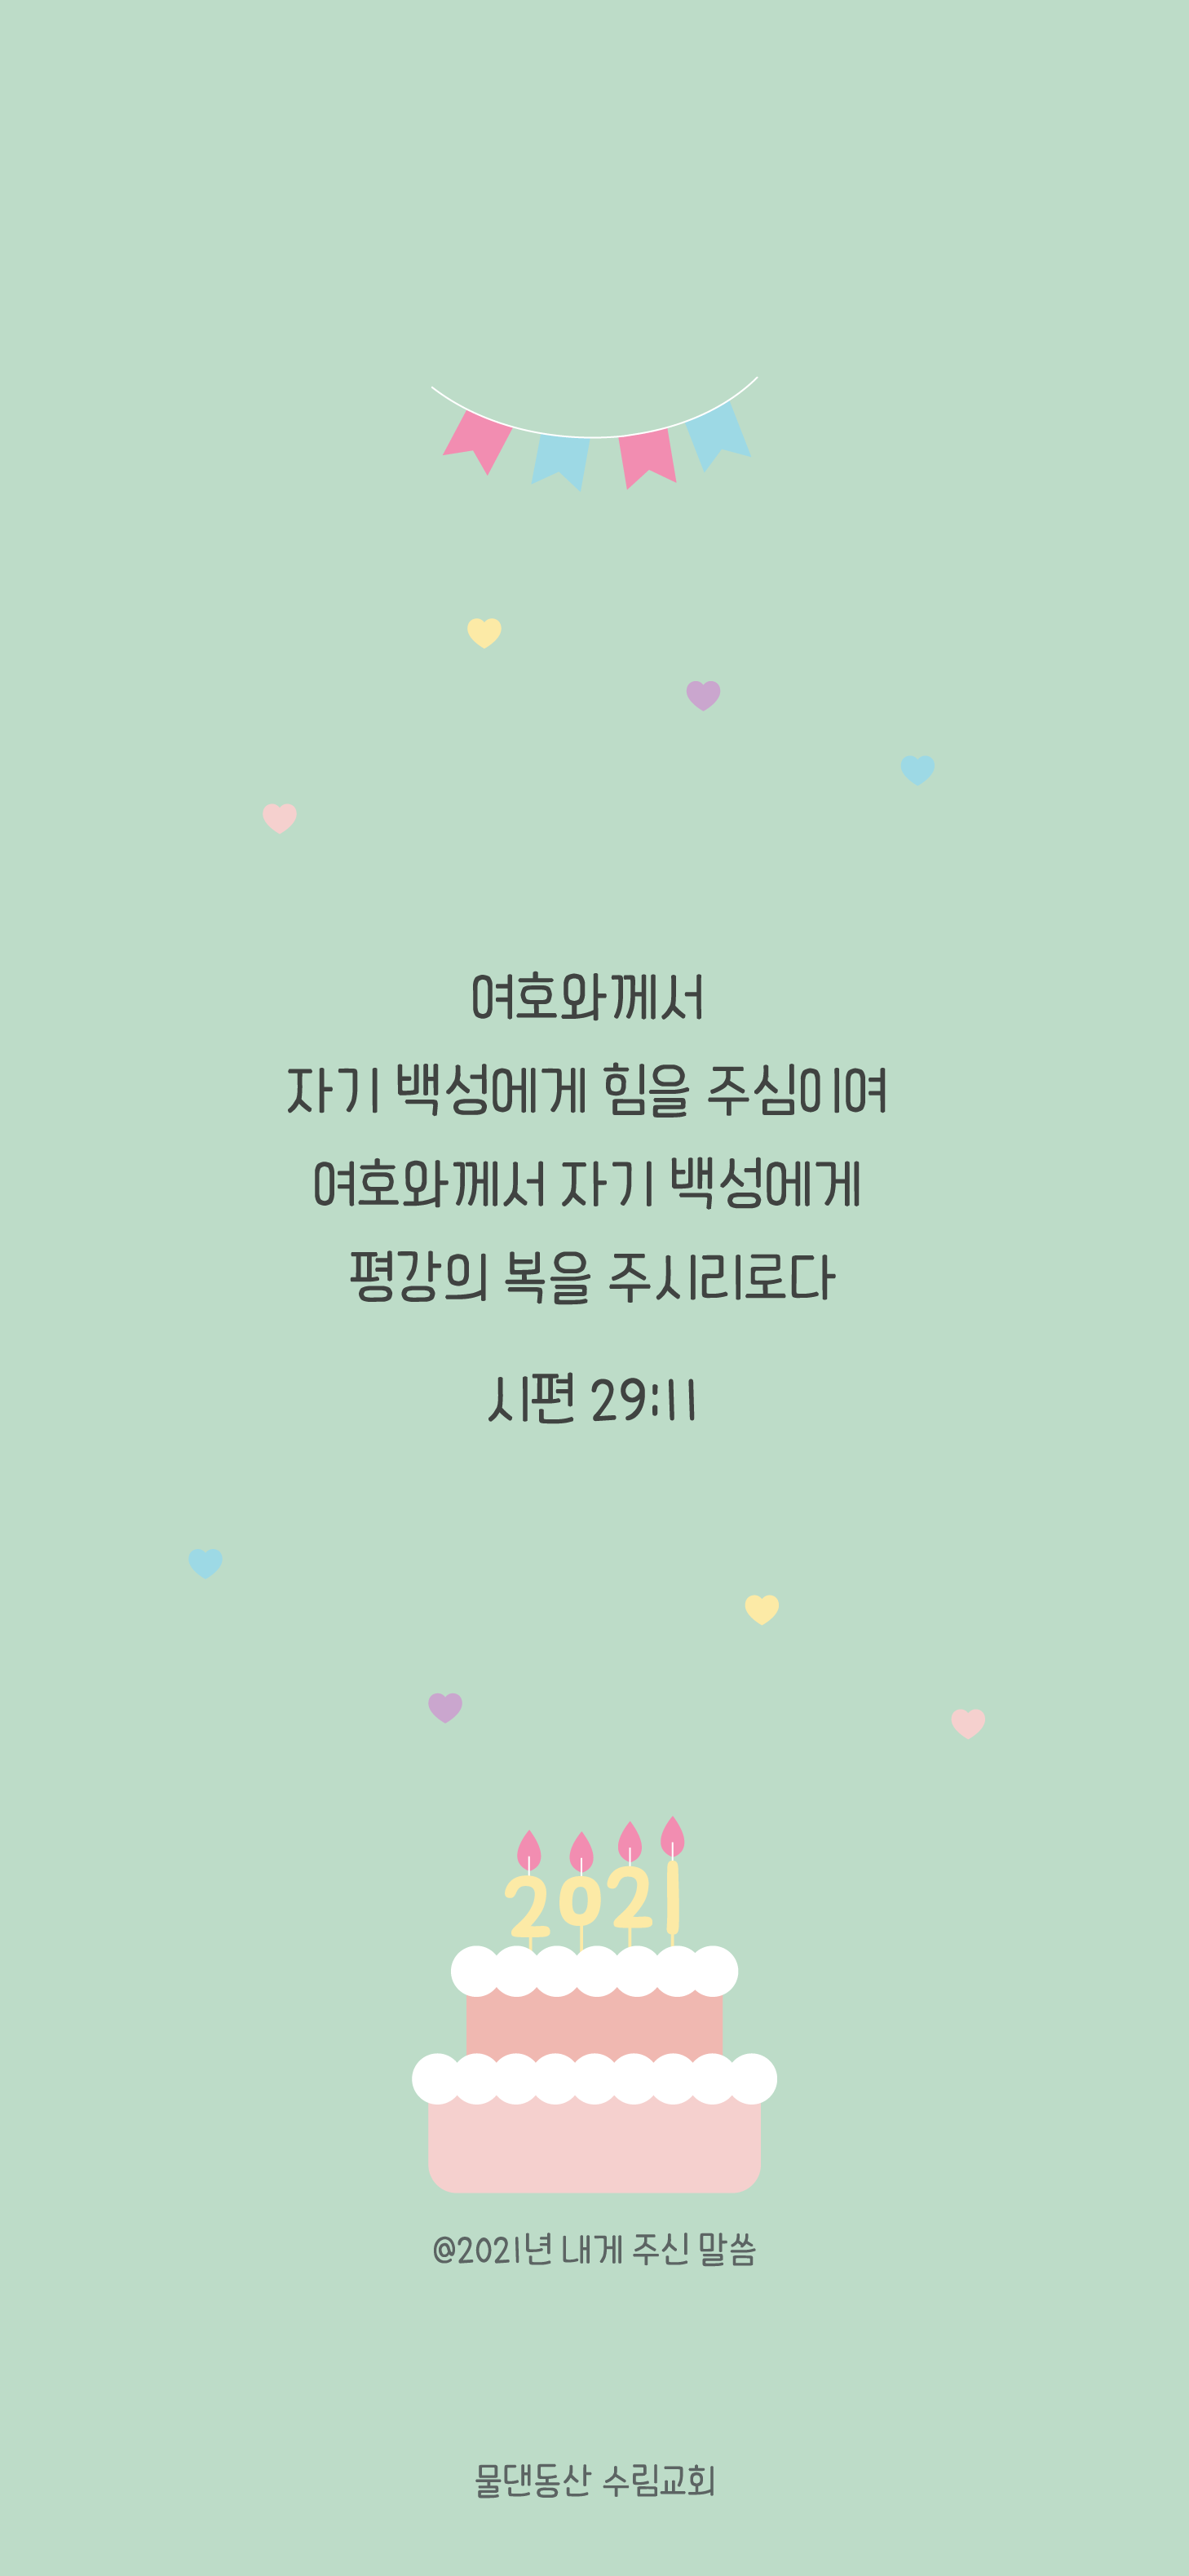 여호와께서
자기 백성에게 힘을 주심이여
여호와께서 자기 백성에게
평강의 복을 주시리로다
시편 29:11
2021
@2021년 내게 주신 말씀
물댄동산 수림교회